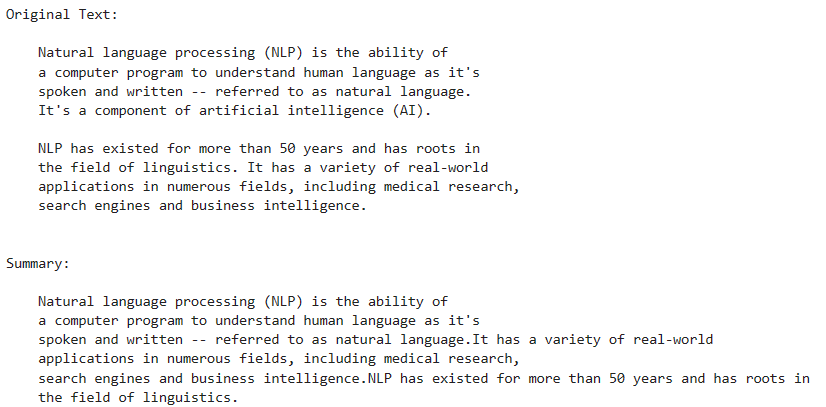 Original Text:
Natural language processing (NLP) is the ability of
a computer program to understand human language as it's
spoken and written -- referred to as natural language.
It's a component of artificial intelligence (AI).
NLP has existed for more than 50 years and has roots in
the field of linguistics. It has a variety of real-world
applications in numerous fields, including medical research,
search engines and business intelligence.
Summary:
Natural language processing (NLP) is the ability of
a computer program to understand human language as it's
spoken and written -- referred to as natural language.It has a variety of real-world
applications in numerous fields, including medical research,
search engines and business intelligence.NLP has existed for more than 50 years and has roots in
the field of linguistics.